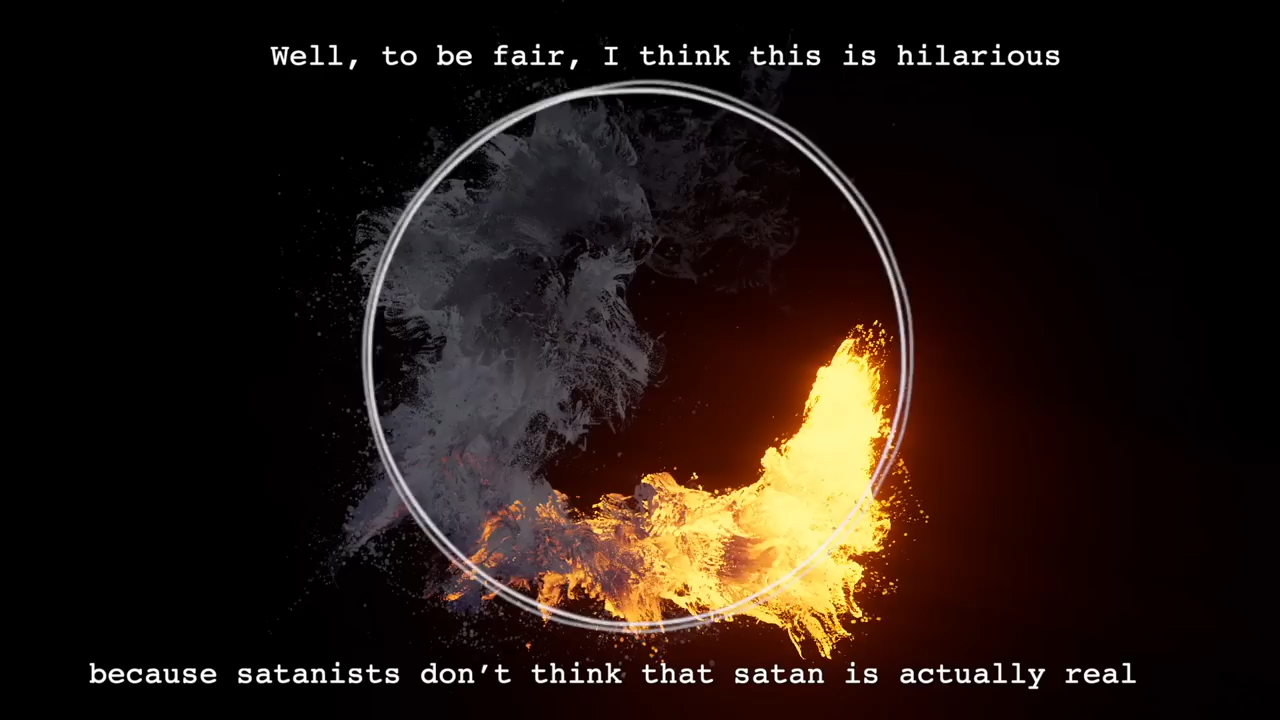 Well, to be fair, I think this is hilarious
because satanists don’t think that satan is actually real